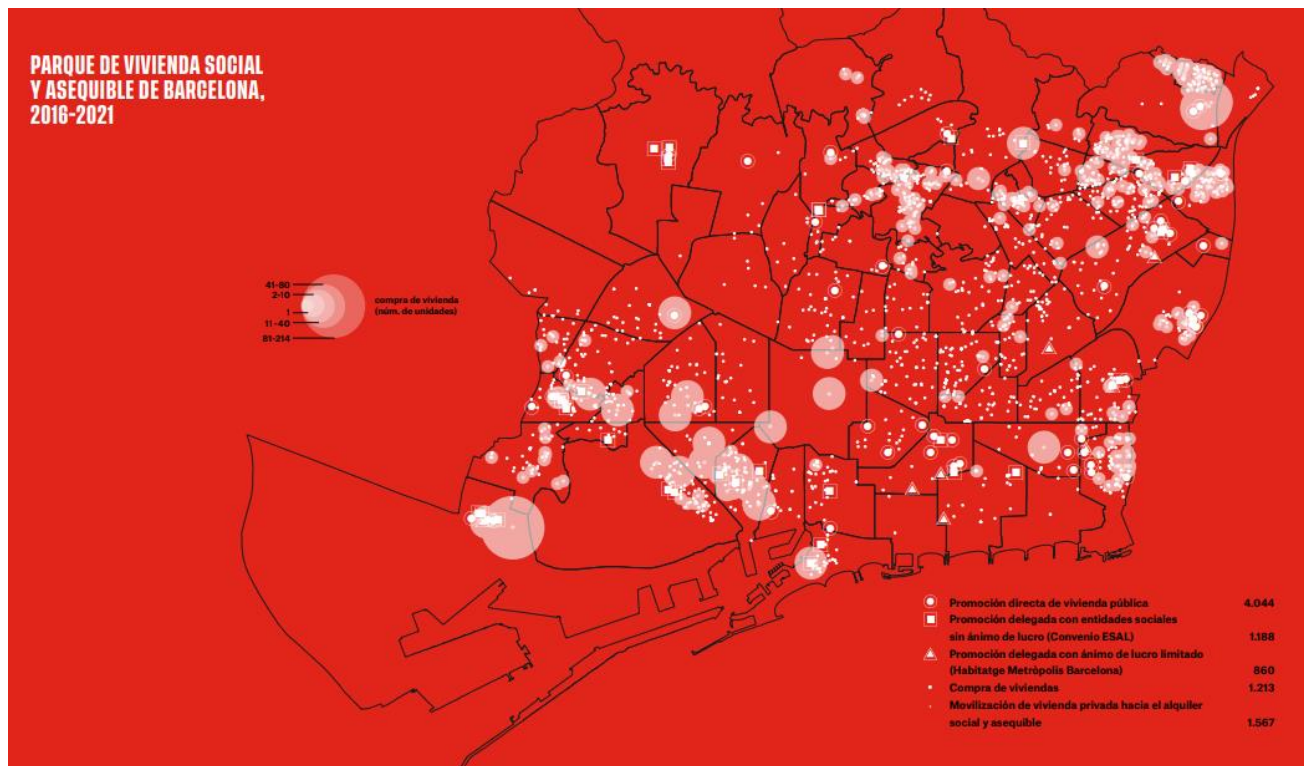 PARQUE DE VIVIENDA SOCIAL
Y ASEQUIBLE DE BARCELONA,
2016-2021
41-80
2-10
1
11-40
81-214
compra de vivienda
(núm. de unidades)
Promoción directa de vivienda pública 4.044
Promoción delegada con entidades sociales
sin ánimo de lucro (Convenio ESAL) 1.188
Promoción delegada con ánimo de lucro limitado
(Habitatge Metròpolis Barcelona) 860
Compra de viviendas 1.213
Movilización de vivienda privada hacia el alquiler
social y asequible 1.567